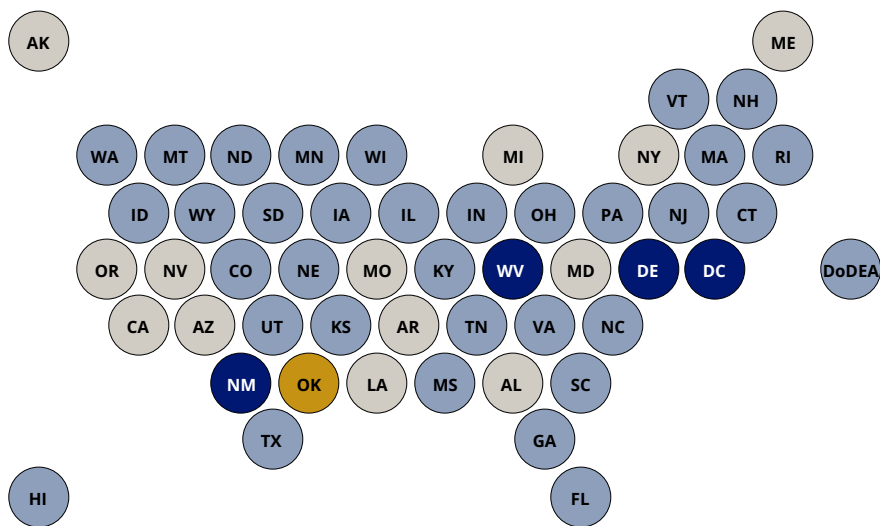 AK ME
VT NH
WA MT ND MN WI MI NY MA RI
ID WY SD IA IL IN OH PA NJ CT
OR NV CO NE MO KY WV MD DE DC DoDEA
CA AZ UT KS AR TN VA NC
NM OK LA MS AL SC
TX GA
HI FL